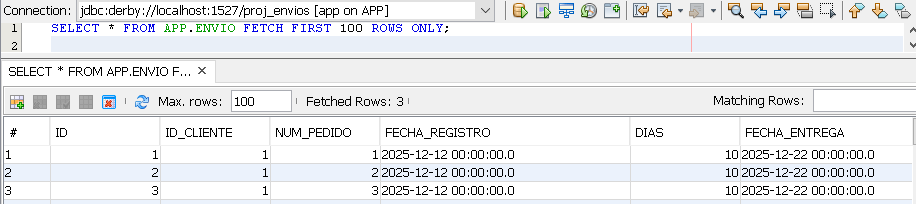 Connection: jdbc:derby://localhost:1527/proj_envios [app on APP]
1 SELECT * FROM APP.ENVIO FETCH FIRST 100 ROWS ONLY;
2
SELECT * FROM APP.ENVIO F... ×
Max. rows: 100 Fetched Rows: 3 Matching Rows:
# ID ID_CLIENTE NUM_PEDIDO FECHA_REGISTRO DIAS FECHA_ENTREGA
1 1 1 1 2025-12-12 00:00:00.0 10 2025-12-22 00:00:00.0
2 2 1 2 2025-12-12 00:00:00.0 10 2025-12-22 00:00:00.0
3 3 1 3 2025-12-12 00:00:00.0 10 2025-12-22 00:00:00.0